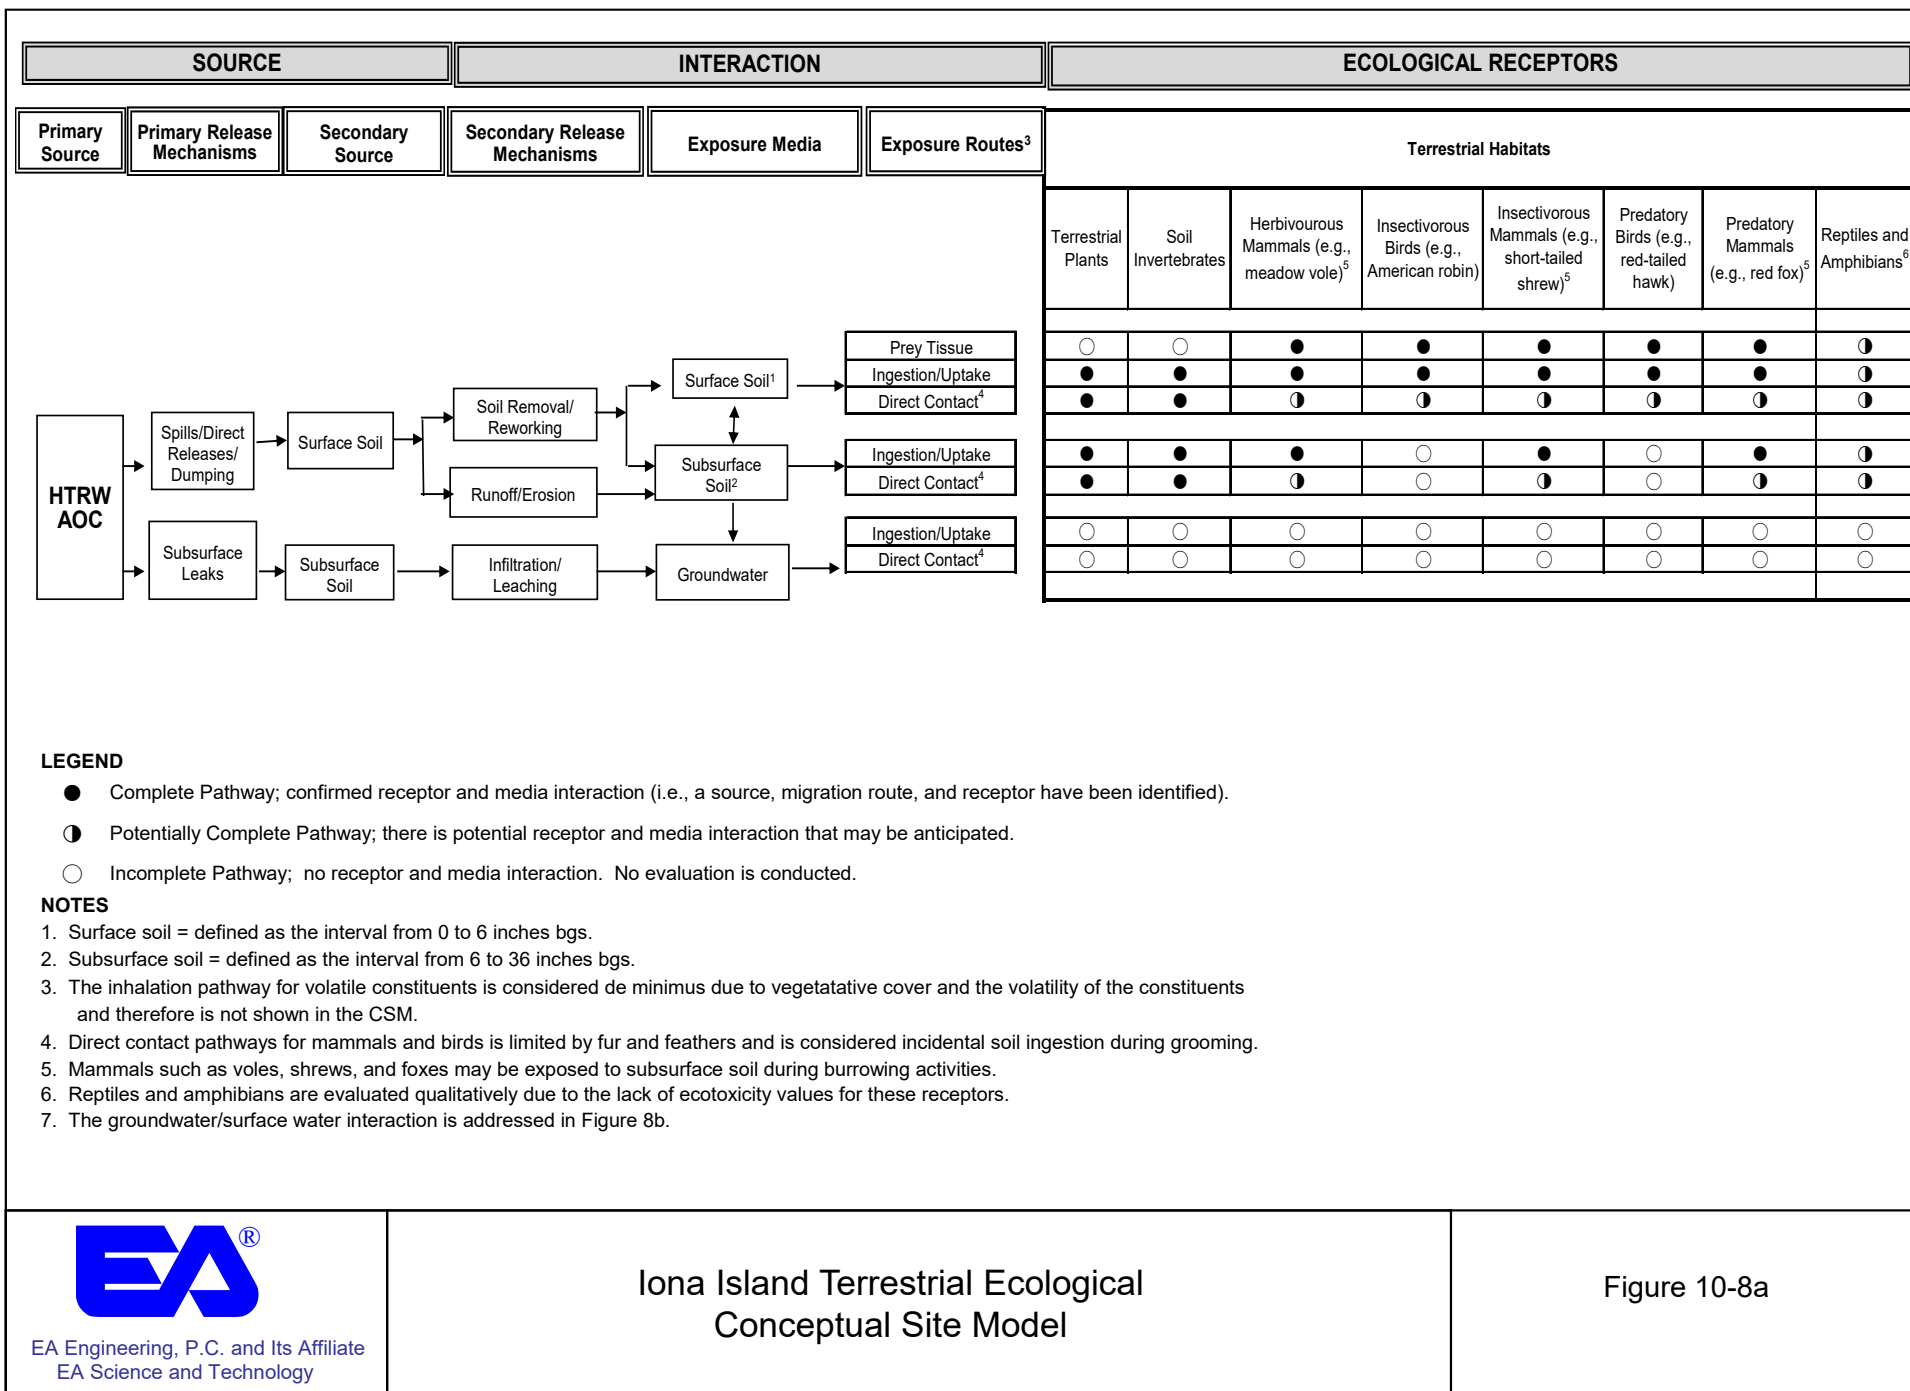 SOURCE
INTERACTION
ECOLOGICAL RECEPTORS
Primary
Source
Primary Release
Mechanisms
Secondary
Source
Secondary Release
Mechanisms
Exposure Media
Exposure Routes3
Terrestrial Habitats
Terrestrial
Plants
Soil
Invertebrates
Herbivourous
Mammals (e.g.,
meadow vole)5
Insectivorous
Birds (e.g.,
American robin)
Insectivorous
Mammals (e.g.,
short-tailed
shrew)5
Predatory
Birds (e.g.,
red-tailed
hawk)
Predatory
Mammals
(e.g., red fox)5
Reptiles and
Amphibians6
HTRW
AOC
Spills/Direct
Releases/
Dumping
Subsurface
Leaks
Surface Soil
Subsurface
Soil
Soil Removal/
Reworking
Runoff/Erosion
Infiltration/
Leaching
Surface Soil1
Subsurface
Soil2
Groundwater
Prey Tissue
Ingestion/Uptake
Direct Contact4
Ingestion/Uptake
Direct Contact4
Ingestion/Uptake
Direct Contact4
LEGEND
Complete Pathway; confirmed receptor and media interaction (i.e., a source, migration route, and receptor have been identified).
Potentially Complete Pathway; there is potential receptor and media interaction that may be anticipated.
Incomplete Pathway; no receptor and media interaction. No evaluation is conducted.
NOTES
1. Surface soil = defined as the interval from 0 to 6 inches bgs.
2. Subsurface soil = defined as the interval from 6 to 36 inches bgs.
3. The inhalation pathway for volatile constituents is considered de minimus due to vegetatative cover and the volatility of the constituents
and therefore is not shown in the CSM.
4. Direct contact pathways for mammals and birds is limited by fur and feathers and is considered incidental soil ingestion during grooming.
5. Mammals such as voles, shrews, and foxes may be exposed to subsurface soil during burrowing activities.
6. Reptiles and amphibians are evaluated qualitatively due to the lack of ecotoxicity values for these receptors.
7. The groundwater/surface water interaction is addressed in Figure 8b.
EA®
EA Engineering, P.C. and Its Affiliate
EA Science and Technology
Iona Island Terrestrial Ecological
Conceptual Site Model
Figure 10-8a